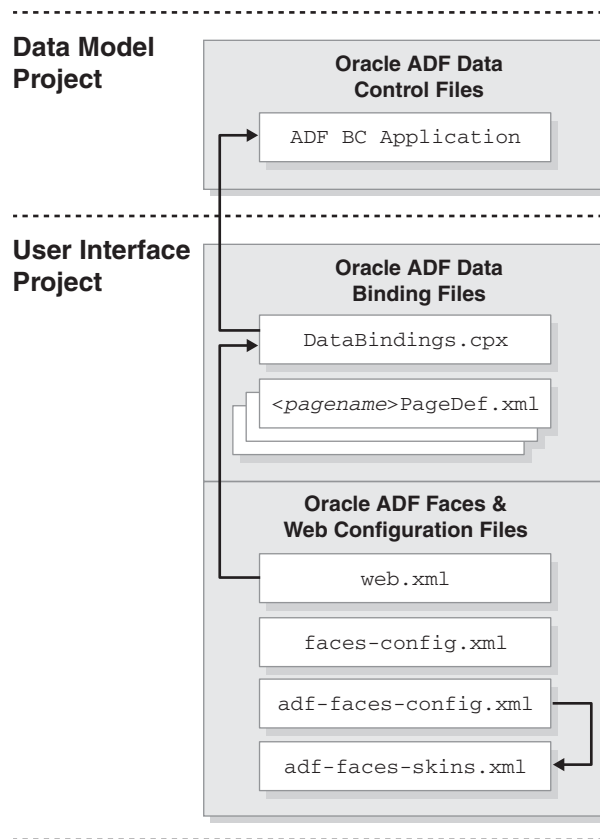 Data Model
Project
Oracle ADF Data
Control Files
ADF BC Application
User Interface
Project
Oracle ADF Data
Binding Files
DataBindings.cpx
<pagename>PageDef.xml
Oracle ADF Faces &
Web Configuration Files
web.xml
faces-config.xml
adf-faces-config.xml
adf-faces-skins.xml